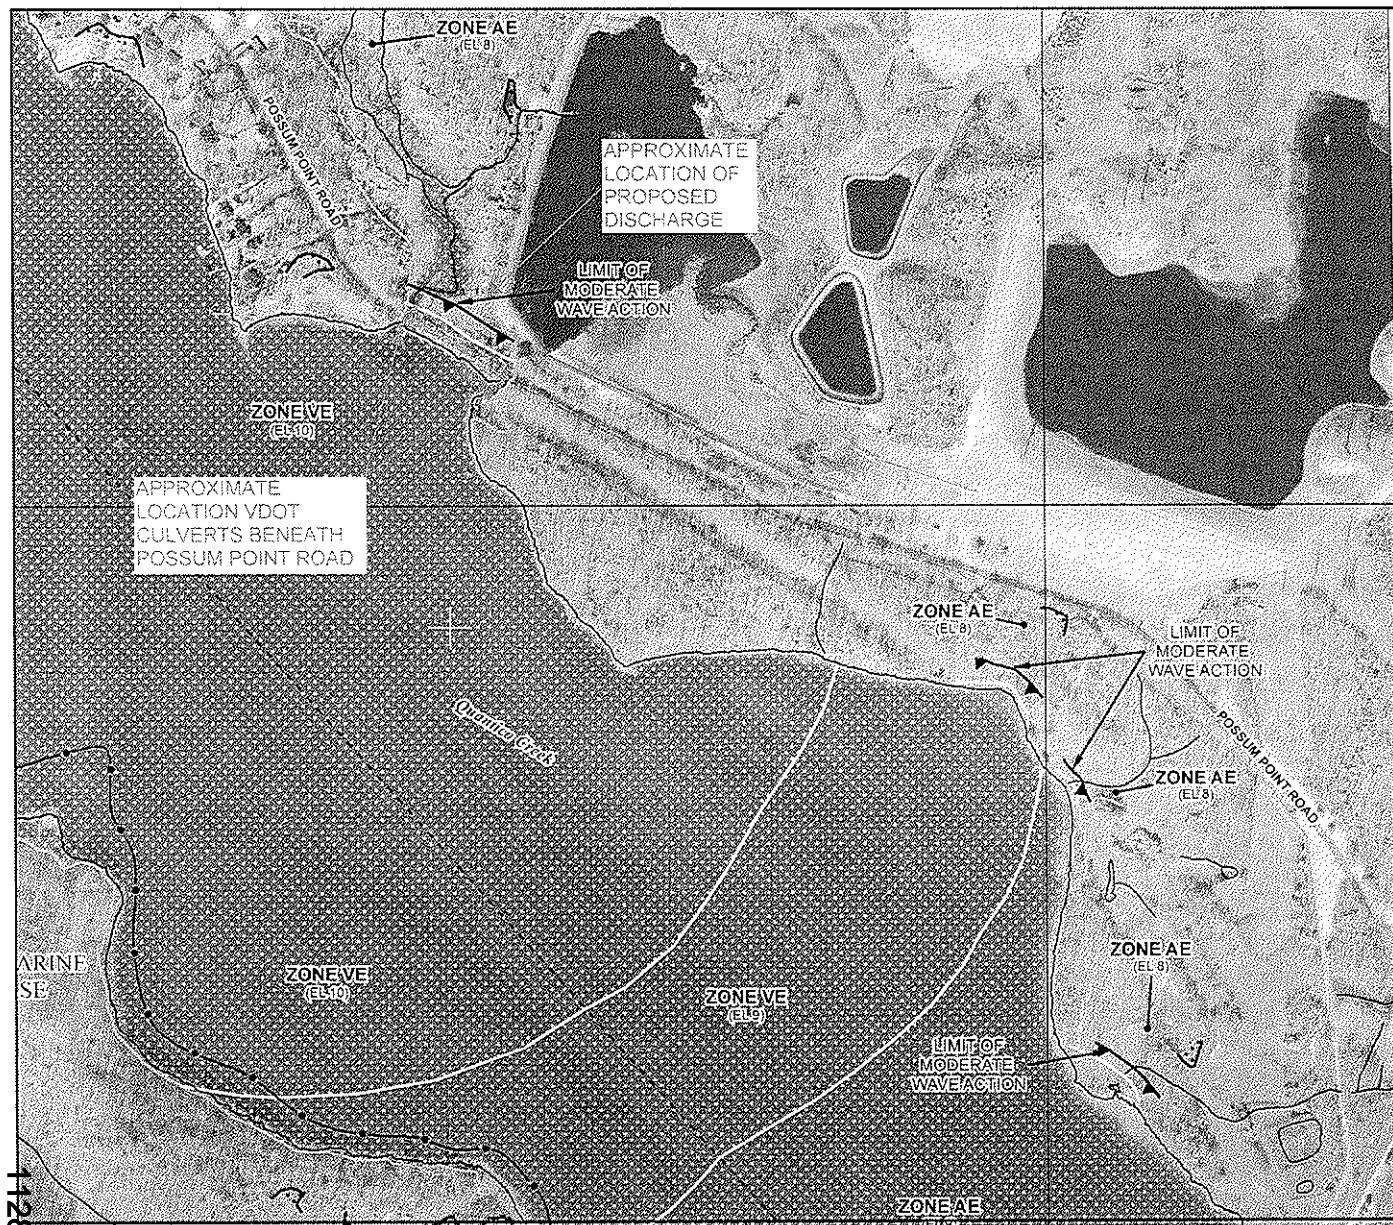 ZONE AE
(EL 8)
POSSUM POINT ROAD
APPROXIMATE
LOCATION OF
PROPOSED
DISCHARGE
LIMIT OF
MODERATE
WAVE ACTION
ZONE VE
(EL 10)
APPROXIMATE
LOCATION VDOT
CULVERTS BENEATH
POSSUM POINT ROAD
ZONE AE
(EL 8)
LIMIT OF
MODERATE
WAVE ACTION
Quantico Creek
POSSUM POINT ROAD
ZONE AE
(EL 8)
ARINE
SE
ZONE VE
(EL 10)
ZONE VE
(EL 9)
ZONE AE
(EL 8)
LIMIT OF
MODERATE
WAVE ACTION
ZONE AE